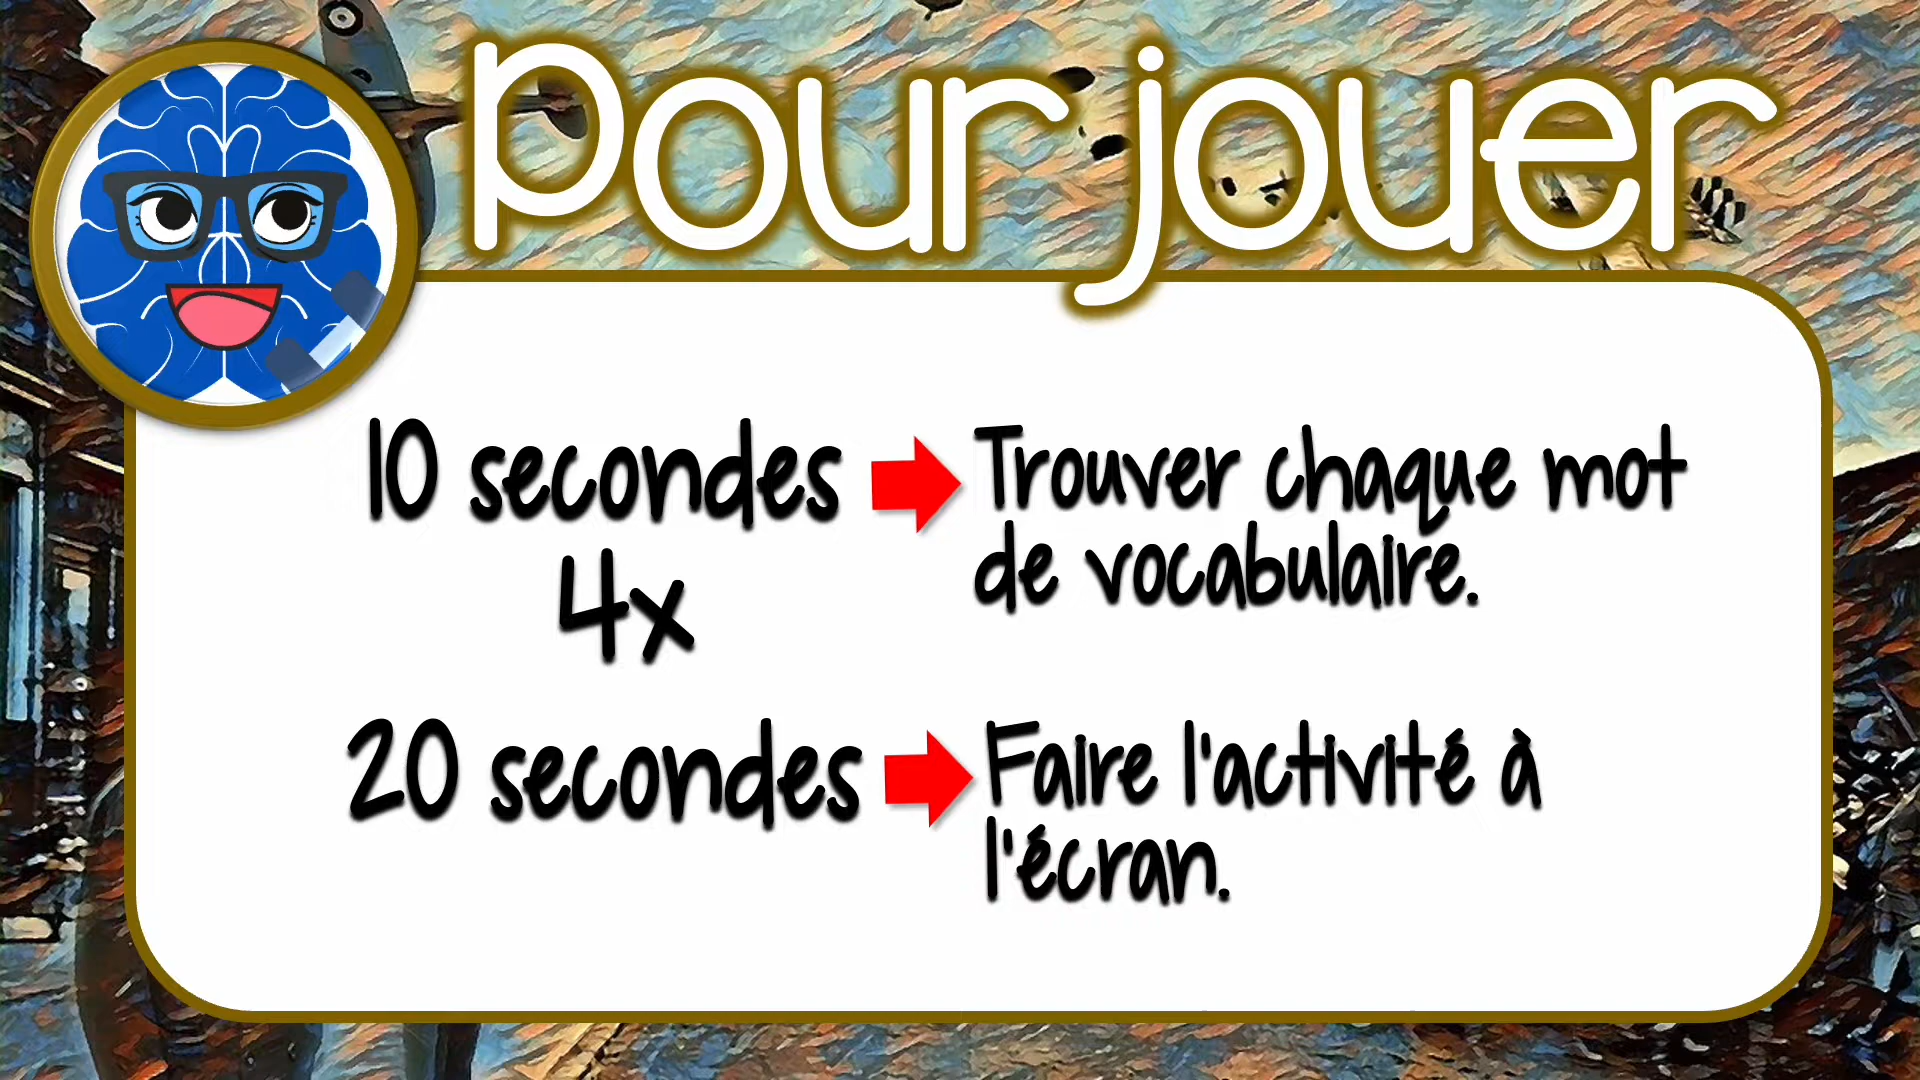 Pour jouer
10 secondes
4x
Trouver chaque mot
de vocabulaire.
20 secondes
Faire l'activité à
l'écran.